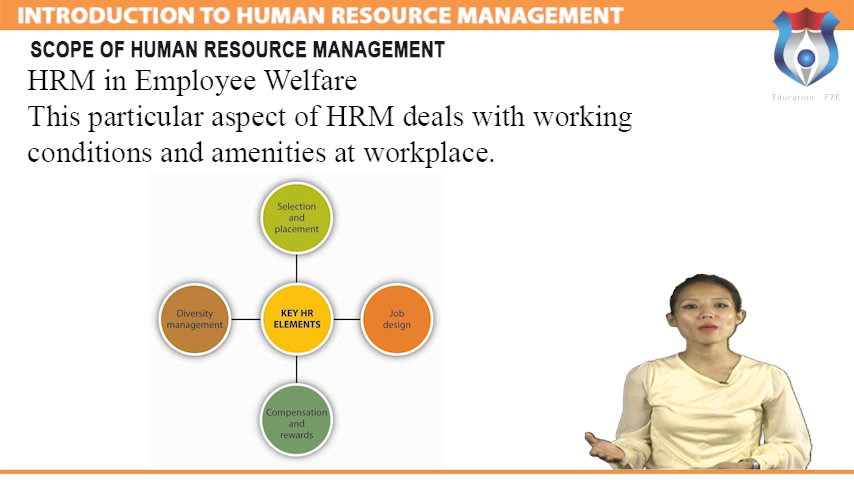 INTRODUCTION TO HUMAN RESOURCE MANAGEMENT
SCOPE OF HUMAN RESOURCE MANAGEMENT
HRM in Employee Welfare
This particular aspect of HRM deals with working
conditions and amenities at workplace.
Education FZE
Selection
and
placement
Diversity
management
KEY HR
ELEMENTS
Job
design
Compensation
and
rewards